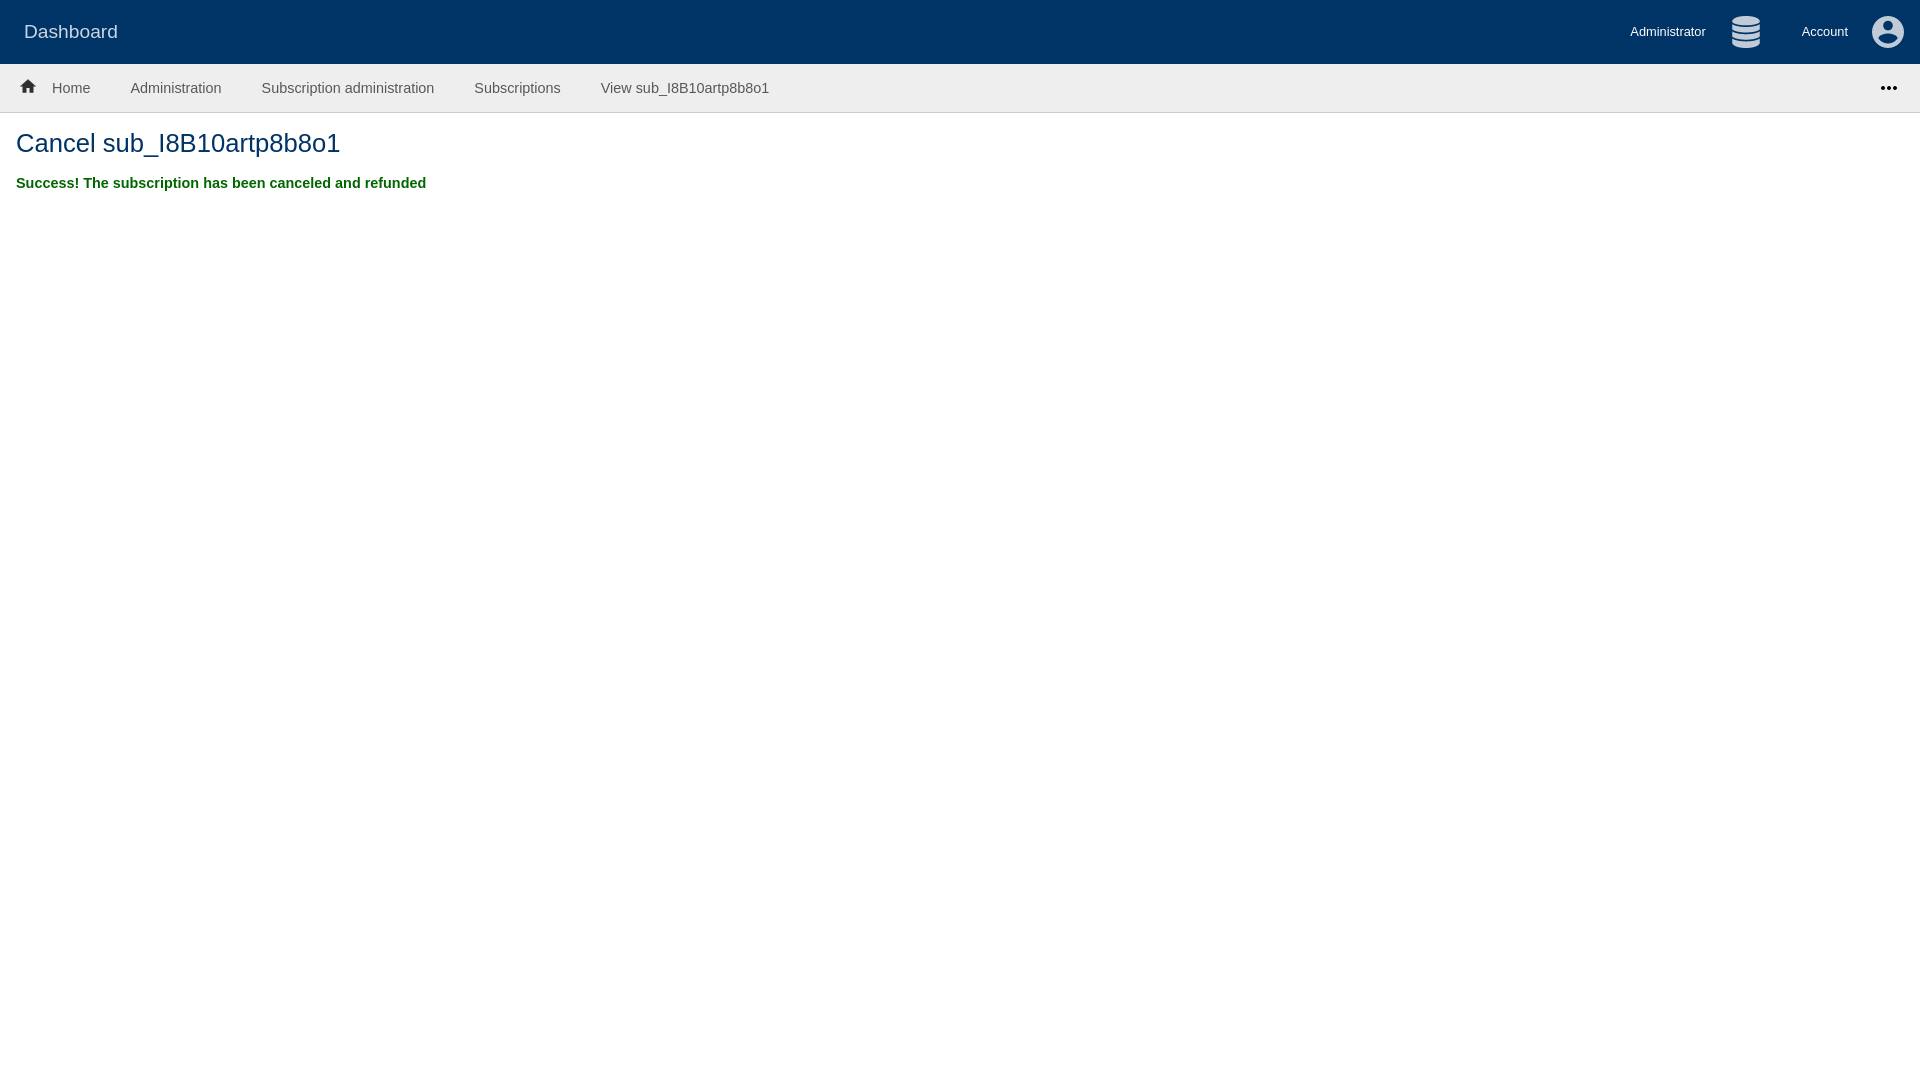 Dashboard
Administrator
Account
Home
Administration
Subscription administration
Subscriptions
View sub_I8B10artp8b8o1
Cancel sub_I8B10artp8b8o1
Success! The subscription has been canceled and refunded